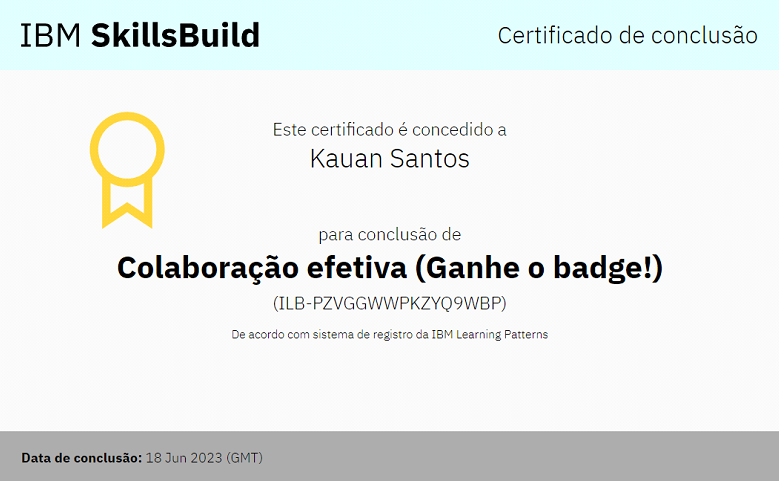 IBM SkillsBuild
Certificado de conclusão
Este certificado é concedido a
Kauan Santos
para conclusão de
Colaboração efetiva (Ganhe o badge!)
(ILB-PZVGGWWPKZYQ9WBP)
De acordo com sistema de registro da IBM Learning Patterns
Data de conclusão: 18 Jun 2023 (GMT)